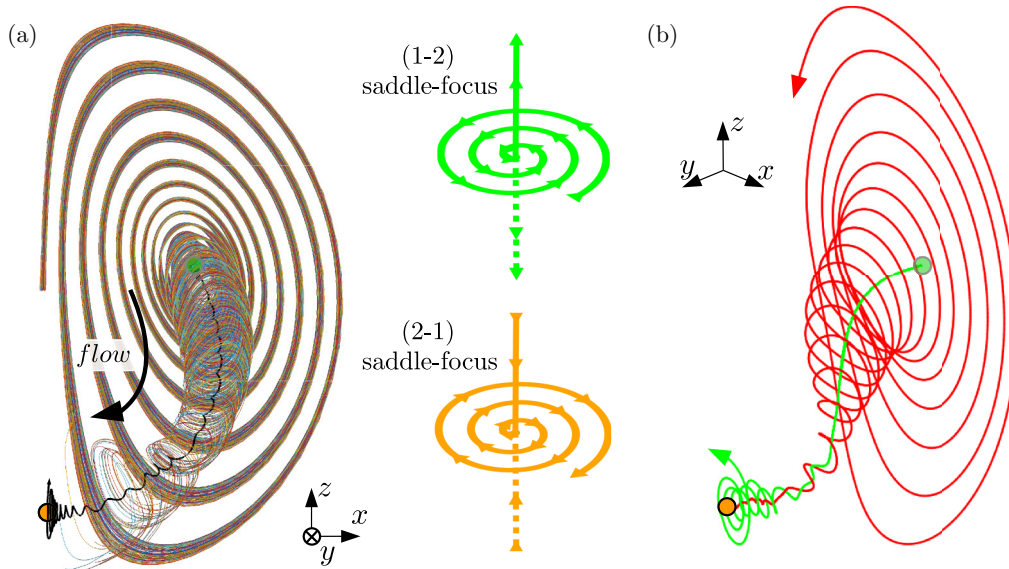 (a)
flow
z
x
y
(1-2)
saddle-focus
(2-1)
saddle-focus
(b)
z
y
x